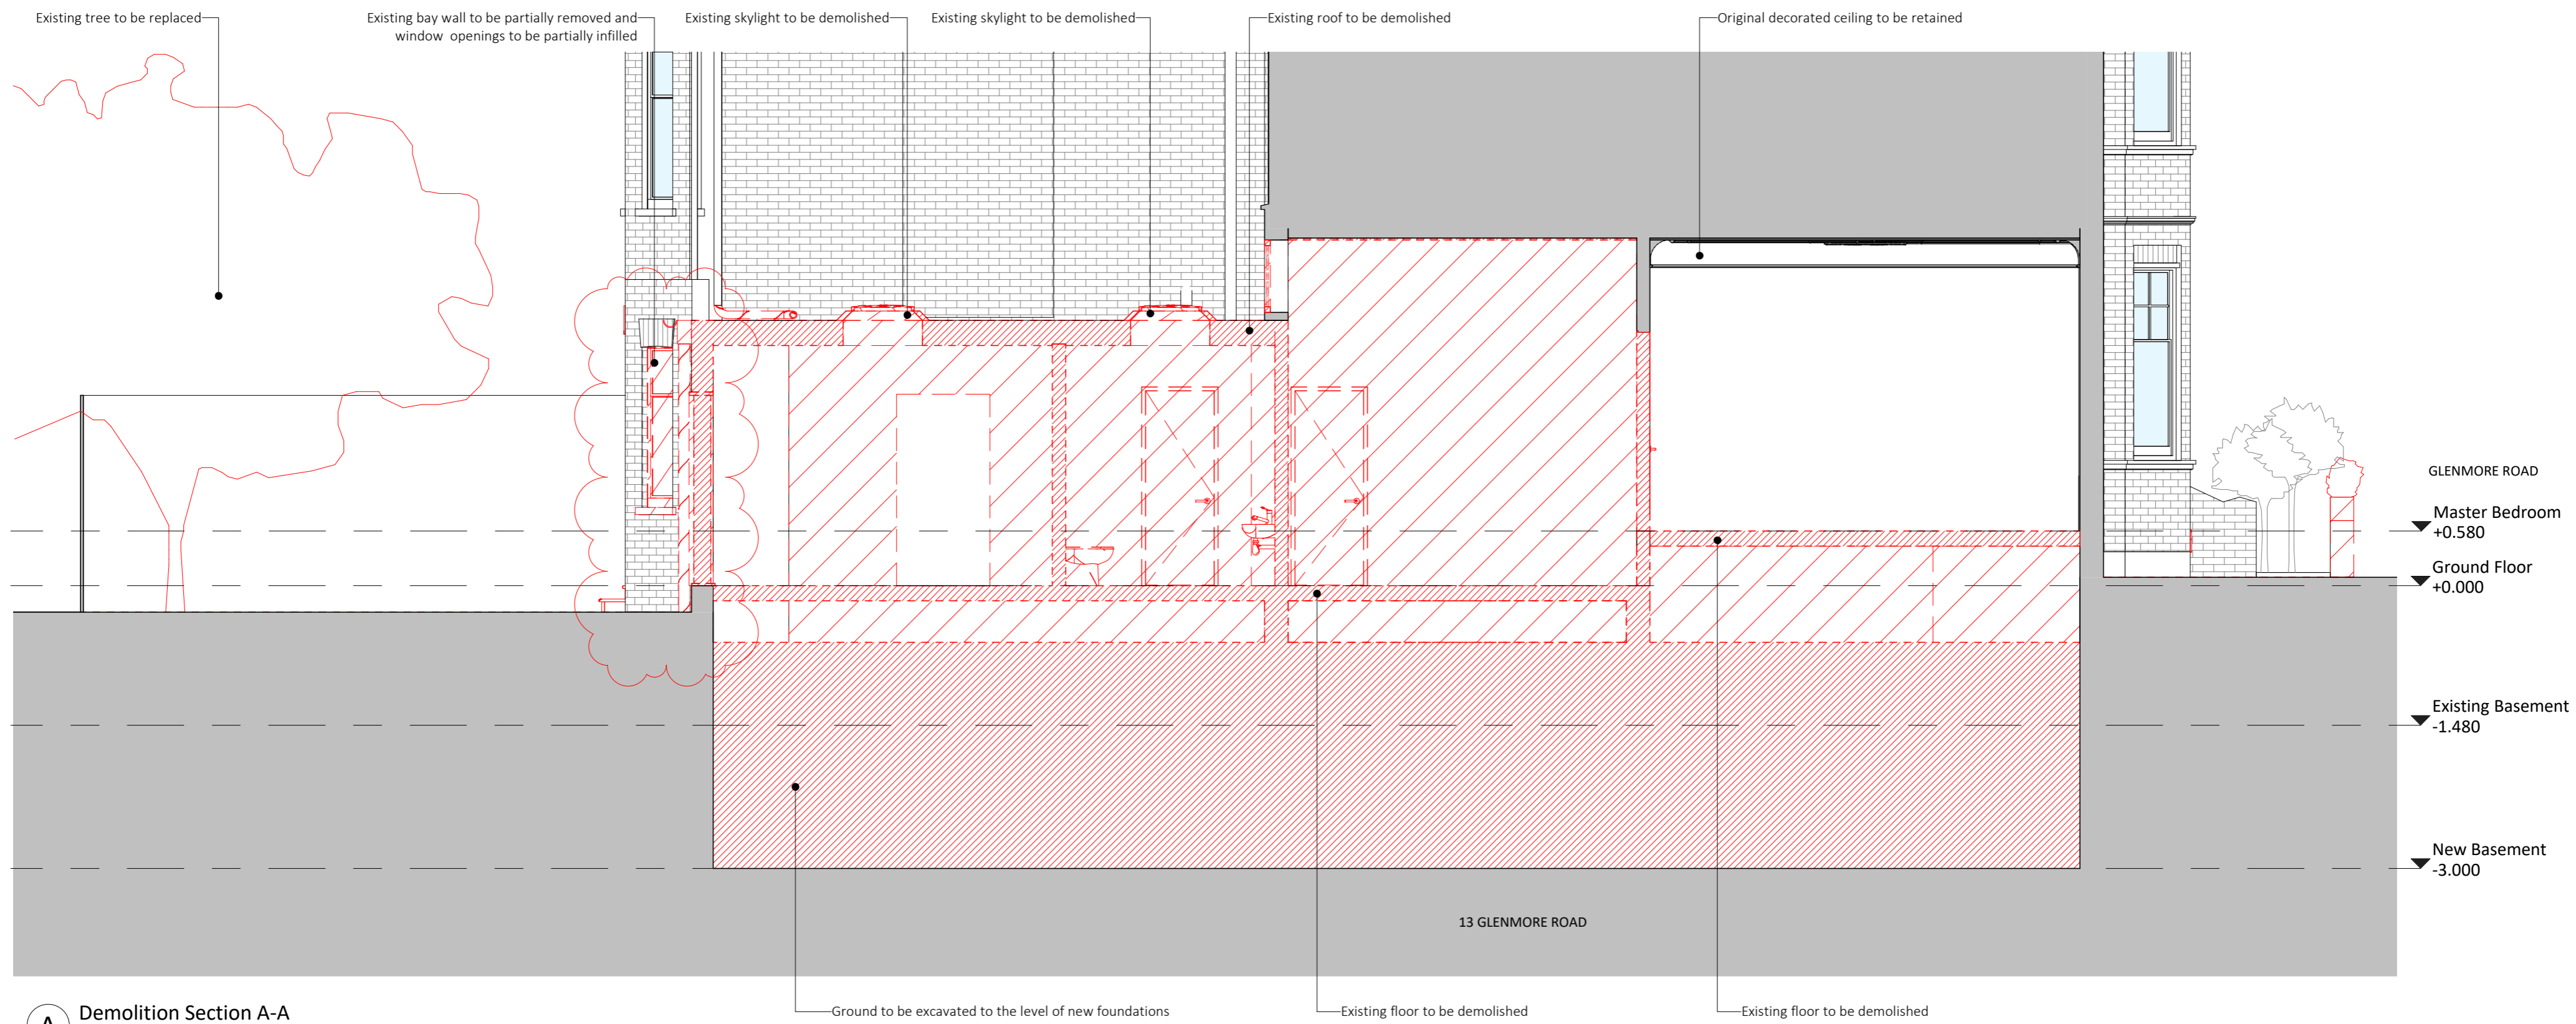 Existing tree to be replaced
Existing bay wall to be partially removed and
window openings to be partially infilled
Existing skylight to be demolished
Existing skylight to be demolished
Existing roof to be demolished
Original decorated ceiling to be retained
GLENMORE ROAD
Master Bedroom
+0.580
Ground Floor
+0.000
Existing Basement
-1.480
New Basement
-3.000
13 GLENMORE ROAD
Ground to be excavated to the level of new foundations
Existing floor to be demolished
Existing floor to be demolished
A
Demolition Section A-A